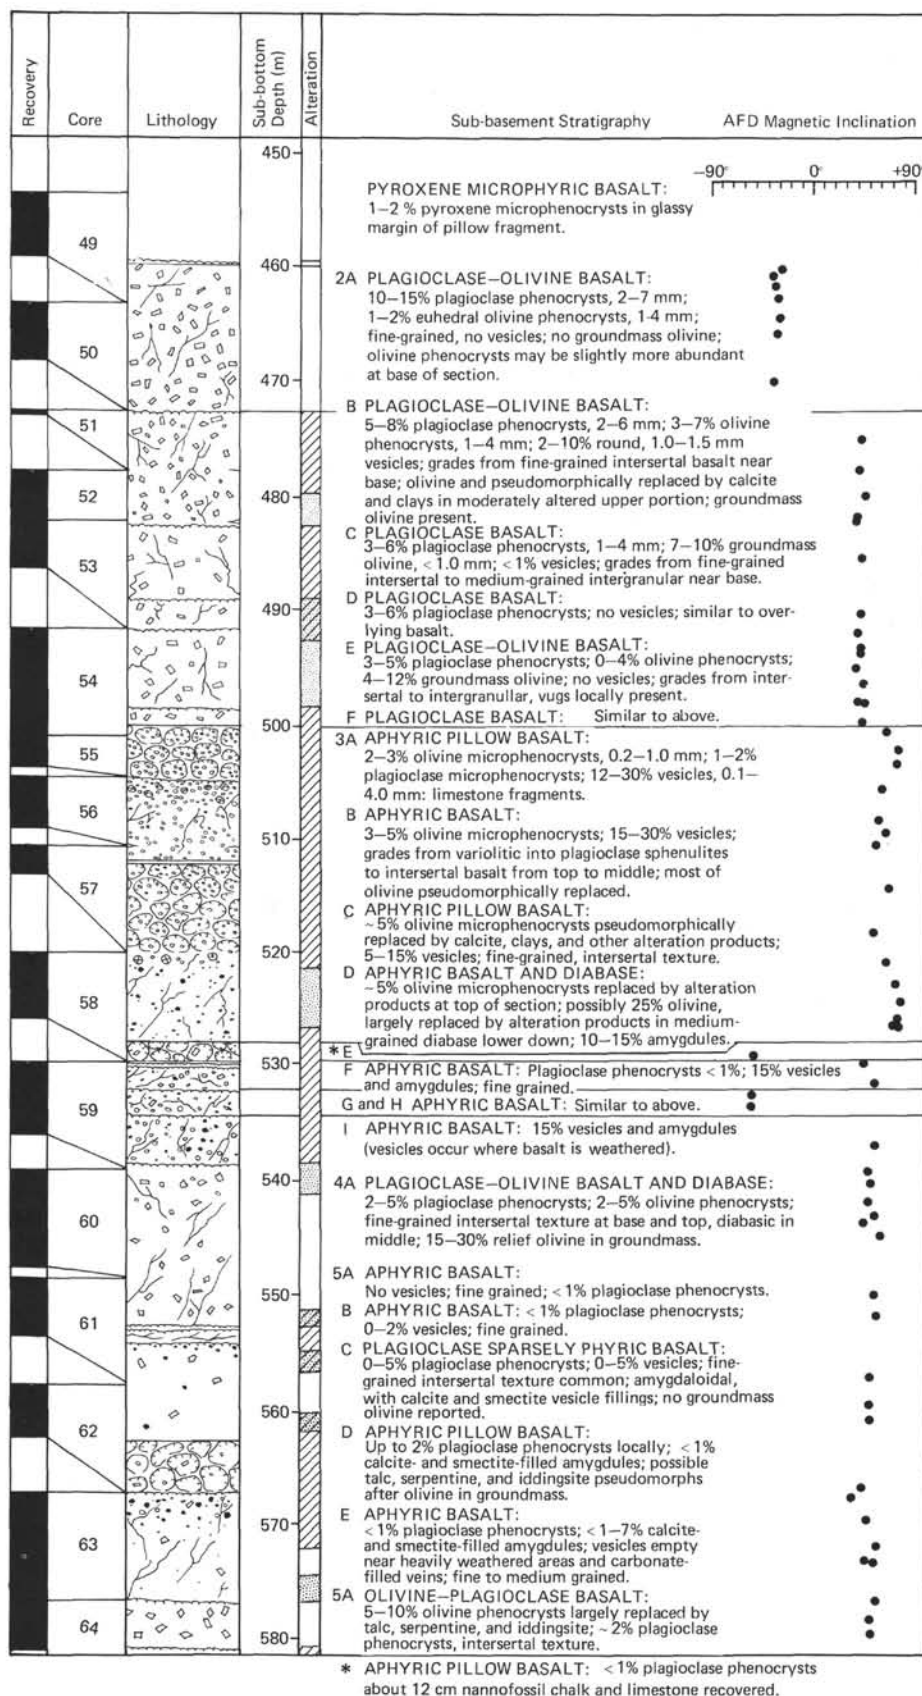 Recovery
Core
Lithology
Sub-bottom
Depth (m)
Alteration
Sub-basement Stratigraphy
AFD Magnetic Inclination
450
−90°
0°
+90°
PYROXENE MICROPHYRIC BASALT:
1−2 % pyroxene microphenocrysts in glassy
margin of pillow fragment.
49
460
2A PLAGIOCLASE−OLIVINE BASALT:
10−15% plagioclase phenocrysts, 2−7 mm;
1−2% euhedral olivine phenocrysts, 1-4 mm;
fine-grained, no vesicles; no groundmass olivine;
olivine phenocrysts may be slightly more abundant
at base of section.
50
470
B PLAGIOCLASE−OLIVINE BASALT:
5−8% plagioclase phenocrysts, 2−6 mm; 3−7% olivine
phenocrysts, 1−4 mm; 2−10% round, 1.0−1.5 mm
vesicles; grades from fine-grained intersertal basalt near
base; olivine and pseudomorphically replaced by calcite
and clays in moderately altered upper portion; groundmass
olivine present.
51
52
480
C PLAGIOCLASE BASALT:
3−6% plagioclase phenocrysts, 1−4 mm; 7−10% groundmass
olivine, < 1.0 mm; < 1% vesicles; grades from fine-grained
intersertal to medium-grained intergranular near base.
53
490
D PLAGIOCLASE BASALT:
3−6% plagioclase phenocrysts; no vesicles; similar to over-
lying basalt.
E PLAGIOCLASE−OLIVINE BASALT:
3−5% plagioclase phenocrysts; 0−4% olivine phenocrysts;
4−12% groundmass olivine; no vesicles; grades from inter-
sertal to intergranullar, vugs locally present.
54
F PLAGIOCLASE BASALT: Similar to above.
500
3A APHYRIC PILLOW BASALT:
2−3% olivine microphenocrysts, 0.2−1.0 mm; 1−2%
plagioclase microphenocrysts; 12−30% vesicles, 0.1−
4.0 mm: limestone fragments.
55
56
B APHYRIC BASALT:
3−5% olivine microphenocrysts; 15−30% vesicles;
grades from variolitic into plagioclase sphenulites
to intersertal basalt from top to middle; most of
olivine pseudomorphically replaced.
510
57
C APHYRIC PILLOW BASALT:
~5% olivine microphenocrysts pseudomorphically
replaced by calcite, clays, and other alteration products;
5−15% vesicles; fine-grained, intersertal texture.
520
D APHYRIC BASALT AND DIABASE:
~5% olivine microphenocrysts replaced by alteration
products at top of section; possibly 25% olivine,
largely replaced by alteration products in medium-
grained diabase lower down; 10−15% amygdules.
58
* E
530
F APHYRIC BASALT: Plagioclase phenocrysts < 1%; 15% vesicles
and amygdules; fine grained.
G and H APHYRIC BASALT: Similar to above.
59
I APHYRIC BASALT: 15% vesicles and amygdules
(vesicles occur where basalt is weathered).
540
4A PLAGIOCLASE−OLIVINE BASALT AND DIABASE:
2−5% plagioclase phenocrysts; 2−5% olivine phenocrysts;
fine-grained intersertal texture at base and top, diabasic in
middle; 15−30% relief olivine in groundmass.
60
5A APHYRIC BASALT:
No vesicles; fine grained; < 1% plagioclase phenocrysts.
550
B APHYRIC BASALT: < 1% plagioclase phenocrysts;
0−2% vesicles; fine grained.
61
C PLAGIOCLASE SPARSELY PHYRIC BASALT:
0−5% plagioclase phenocrysts; 0−5% vesicles; fine-
grained intersertal texture common; amygdaloidal,
with calcite and smectite vesicle fillings; no groundmass
olivine reported.
560
62
D APHYRIC PILLOW BASALT:
Up to 2% plagioclase phenocrysts locally; < 1%
calcite- and smectite-filled amygdules; possible
talc, serpentine, and iddingsite pseudomorphs
after olivine in groundmass.
E APHYRIC BASALT:
< 1% plagioclase phenocrysts; < 1−7% calcite-
and smectite-filled amygdules; vesicles empty
near heavily weathered areas and carbonate-
filled veins; fine to medium grained.
570
63
5A OLIVINE−PLAGIOCLASE BASALT:
5−10% olivine phenocrysts largely replaced by
talc, serpentine, and iddingsite; ~ 2% plagioclase
phenocrysts, intersertal texture.
64
580
* APHYRIC PILLOW BASALT: < 1% plagioclase phenocrysts
about 12 cm nannofossil chalk and limestone recovered.